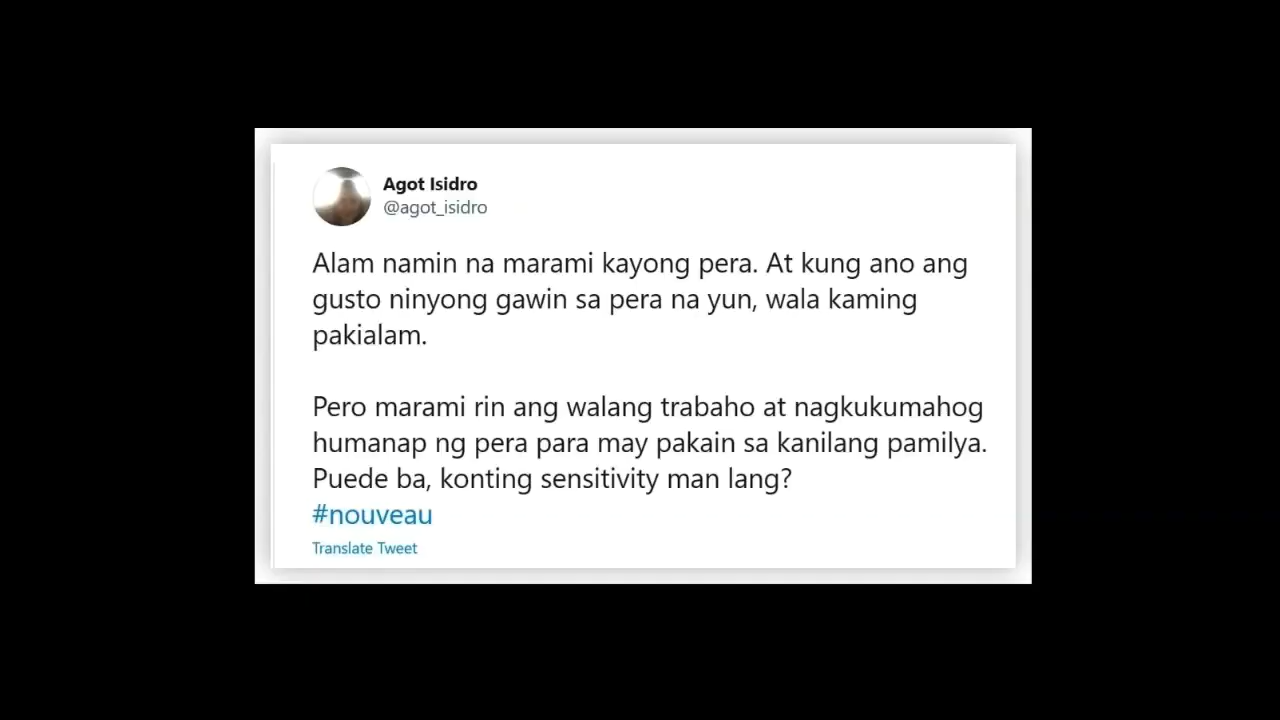 Agot Isidro
@agot_isidro
Alam namin na marami kayong pera. At kung ano ang
gusto ninyong gawin sa pera na yun, wala kaming
pakialam.
Pero marami rin ang walang trabaho at nagkukumahog
humanap ng pera para may pakain sa kanilang pamilya.
Puede ba, konting sensitivity man lang?
#nouveau
Translate Tweet